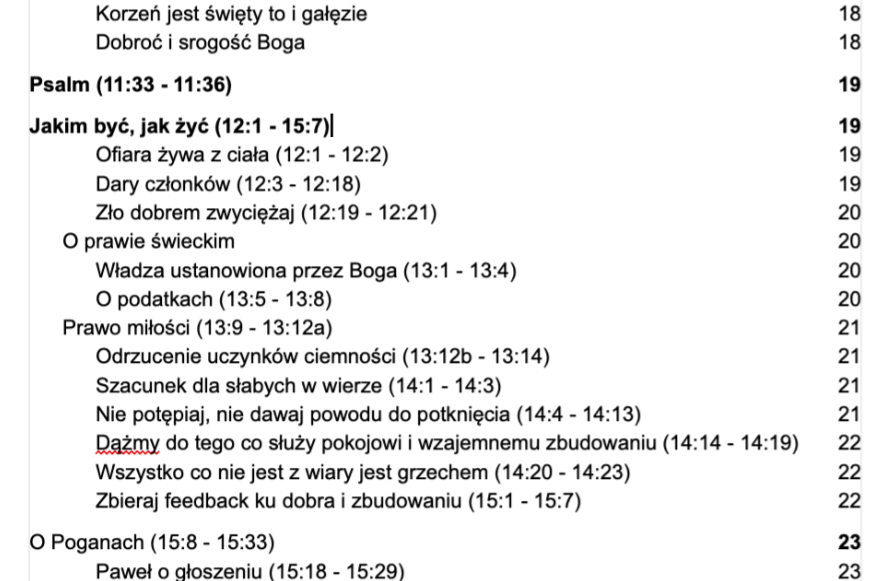 Korzeń jest święty to i gałęzie 18
Dobroć i srogość Boga 18
Psalm (11:33 - 11:36) 19
Jakim być, jak żyć (12:1 - 15:7) 19
Ofiara żywa z ciała (12:1 - 12:2) 19
Dary członków (12:3 - 12:18) 19
Zło dobrem zwyciężaj (12:19 - 12:21) 20
O prawie świeckim 20
Władza ustanowiona przez Boga (13:1 - 13:4) 20
O podatkach (13:5 - 13:8) 20
Prawo miłości (13:9 - 13:12a) 21
Odrzucenie uczynków ciemności (13:12b - 13:14) 21
Szacunek dla słabych w wierze (14:1 - 14:3) 21
Nie potępiaj, nie dawaj powodu do potknięcia (14:4 - 14:13) 21
Dążmy do tego co służy pokojowi i wzajemnemu zbudowaniu (14:14 - 14:19) 22
Wszystko co nie jest z wiary jest grzechem (14:20 - 14:23) 22
Zbieraj feedback ku dobra i zbudowaniu (15:1 - 15:7) 22
O Poganach (15:8 - 15:33) 23
Paweł o głoszeniu (15:18 - 15:29) 23